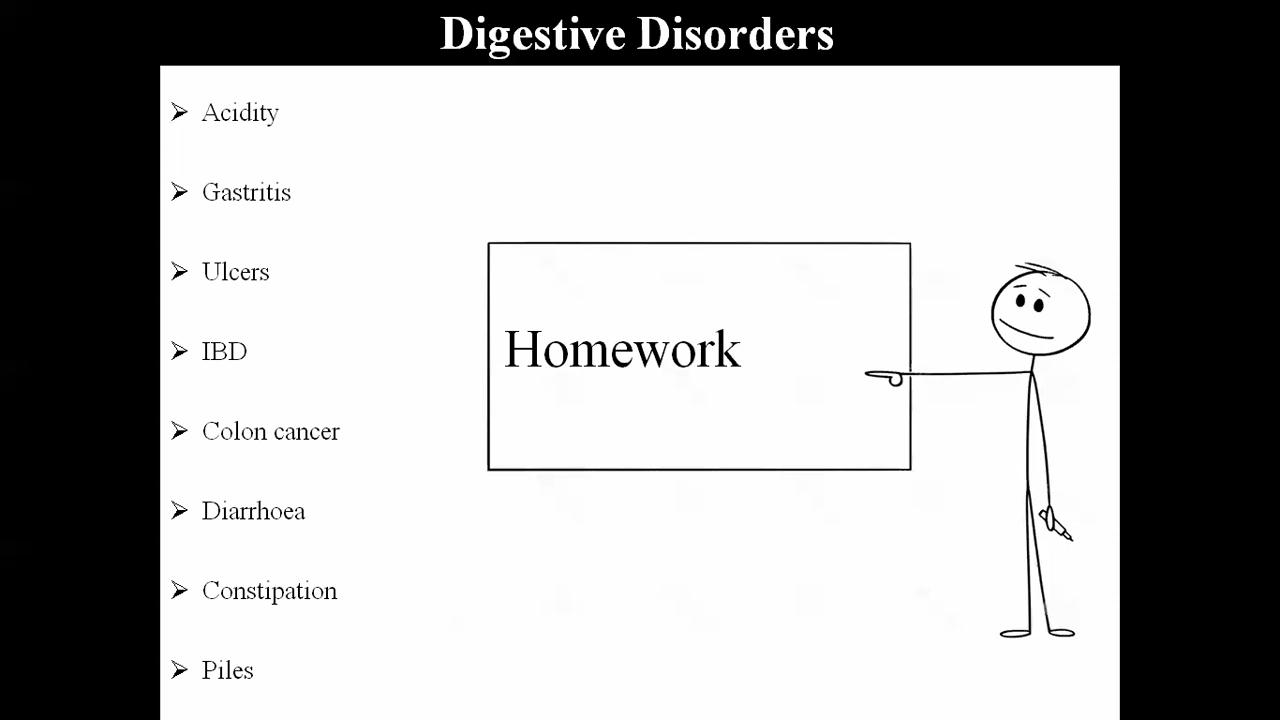 Digestive Disorders
Acidity
Gastritis
Ulcers
IBD
Colon cancer
Diarrhoea
Constipation
Piles
Homework